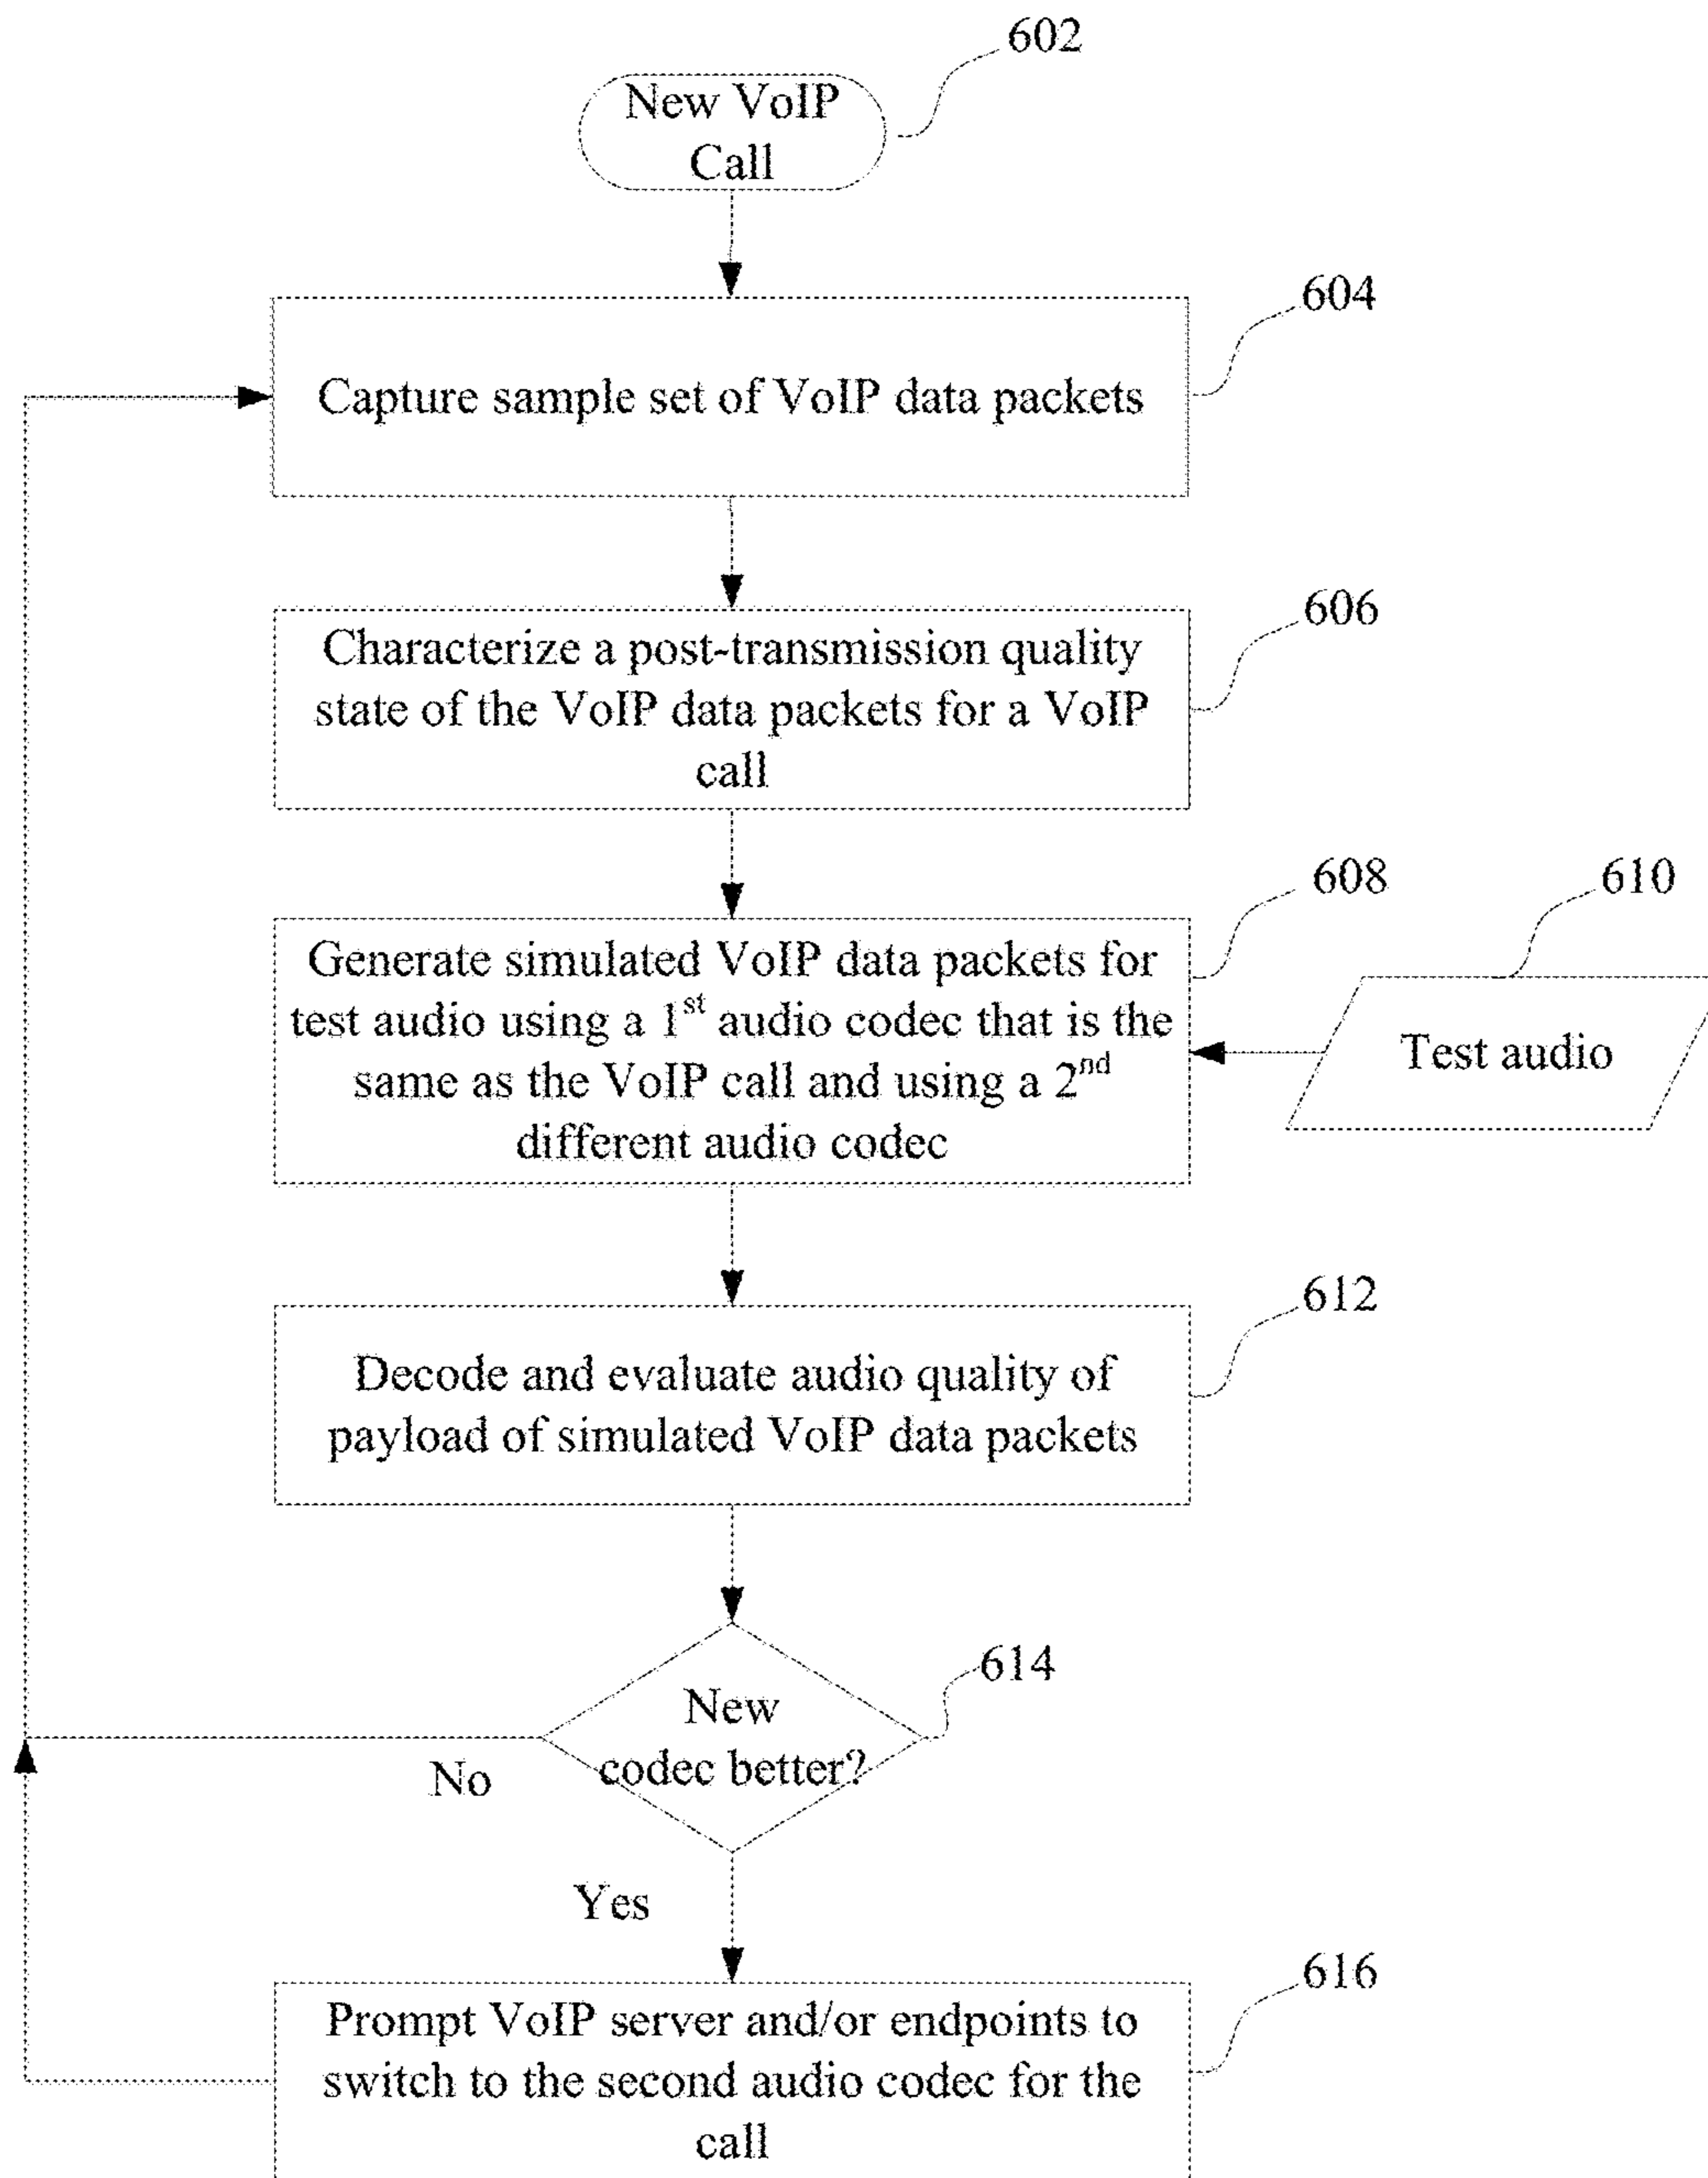 602
New VoIP
Call
604
Capture sample set of VoIP data packets
606
Characterize a post-transmission quality
state of the VoIP data packets for a VoIP
call
608
610
Generate simulated VoIP data packets for
test audio using a 1st audio codec that is the
same as the VoIP call and using a 2nd
different audio codec
Test audio
612
Decode and evaluate audio quality of
payload of simulated VoIP data packets
614
New
codec better?
No
Yes
616
Prompt VoIP server and/or endpoints to
switch to the second audio codec for the
call